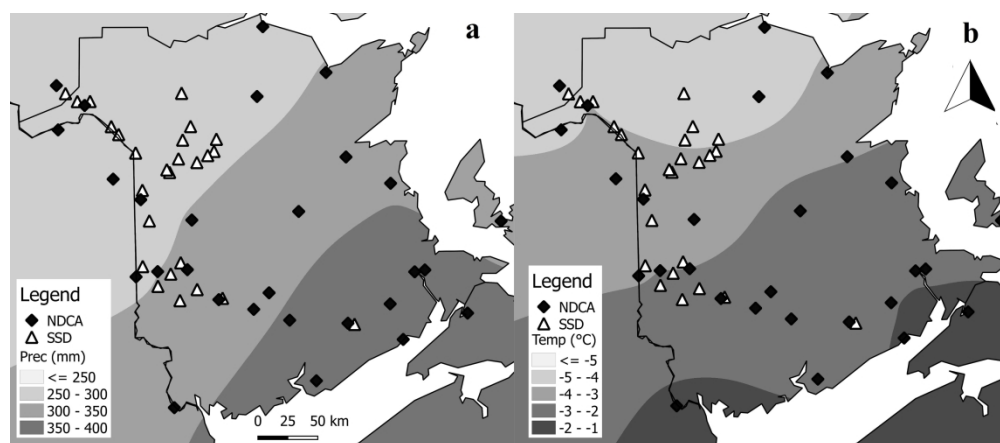 a
Legend
NDCA
SSD
Prec (mm)
<= 250
250 - 300
300 - 350
350 - 400
0 25 50 km
b
Legend
NDCA
SSD
Temp (°C)
<= -5
-5 - -4
-4 - -3
-3 - -2
-2 - -1